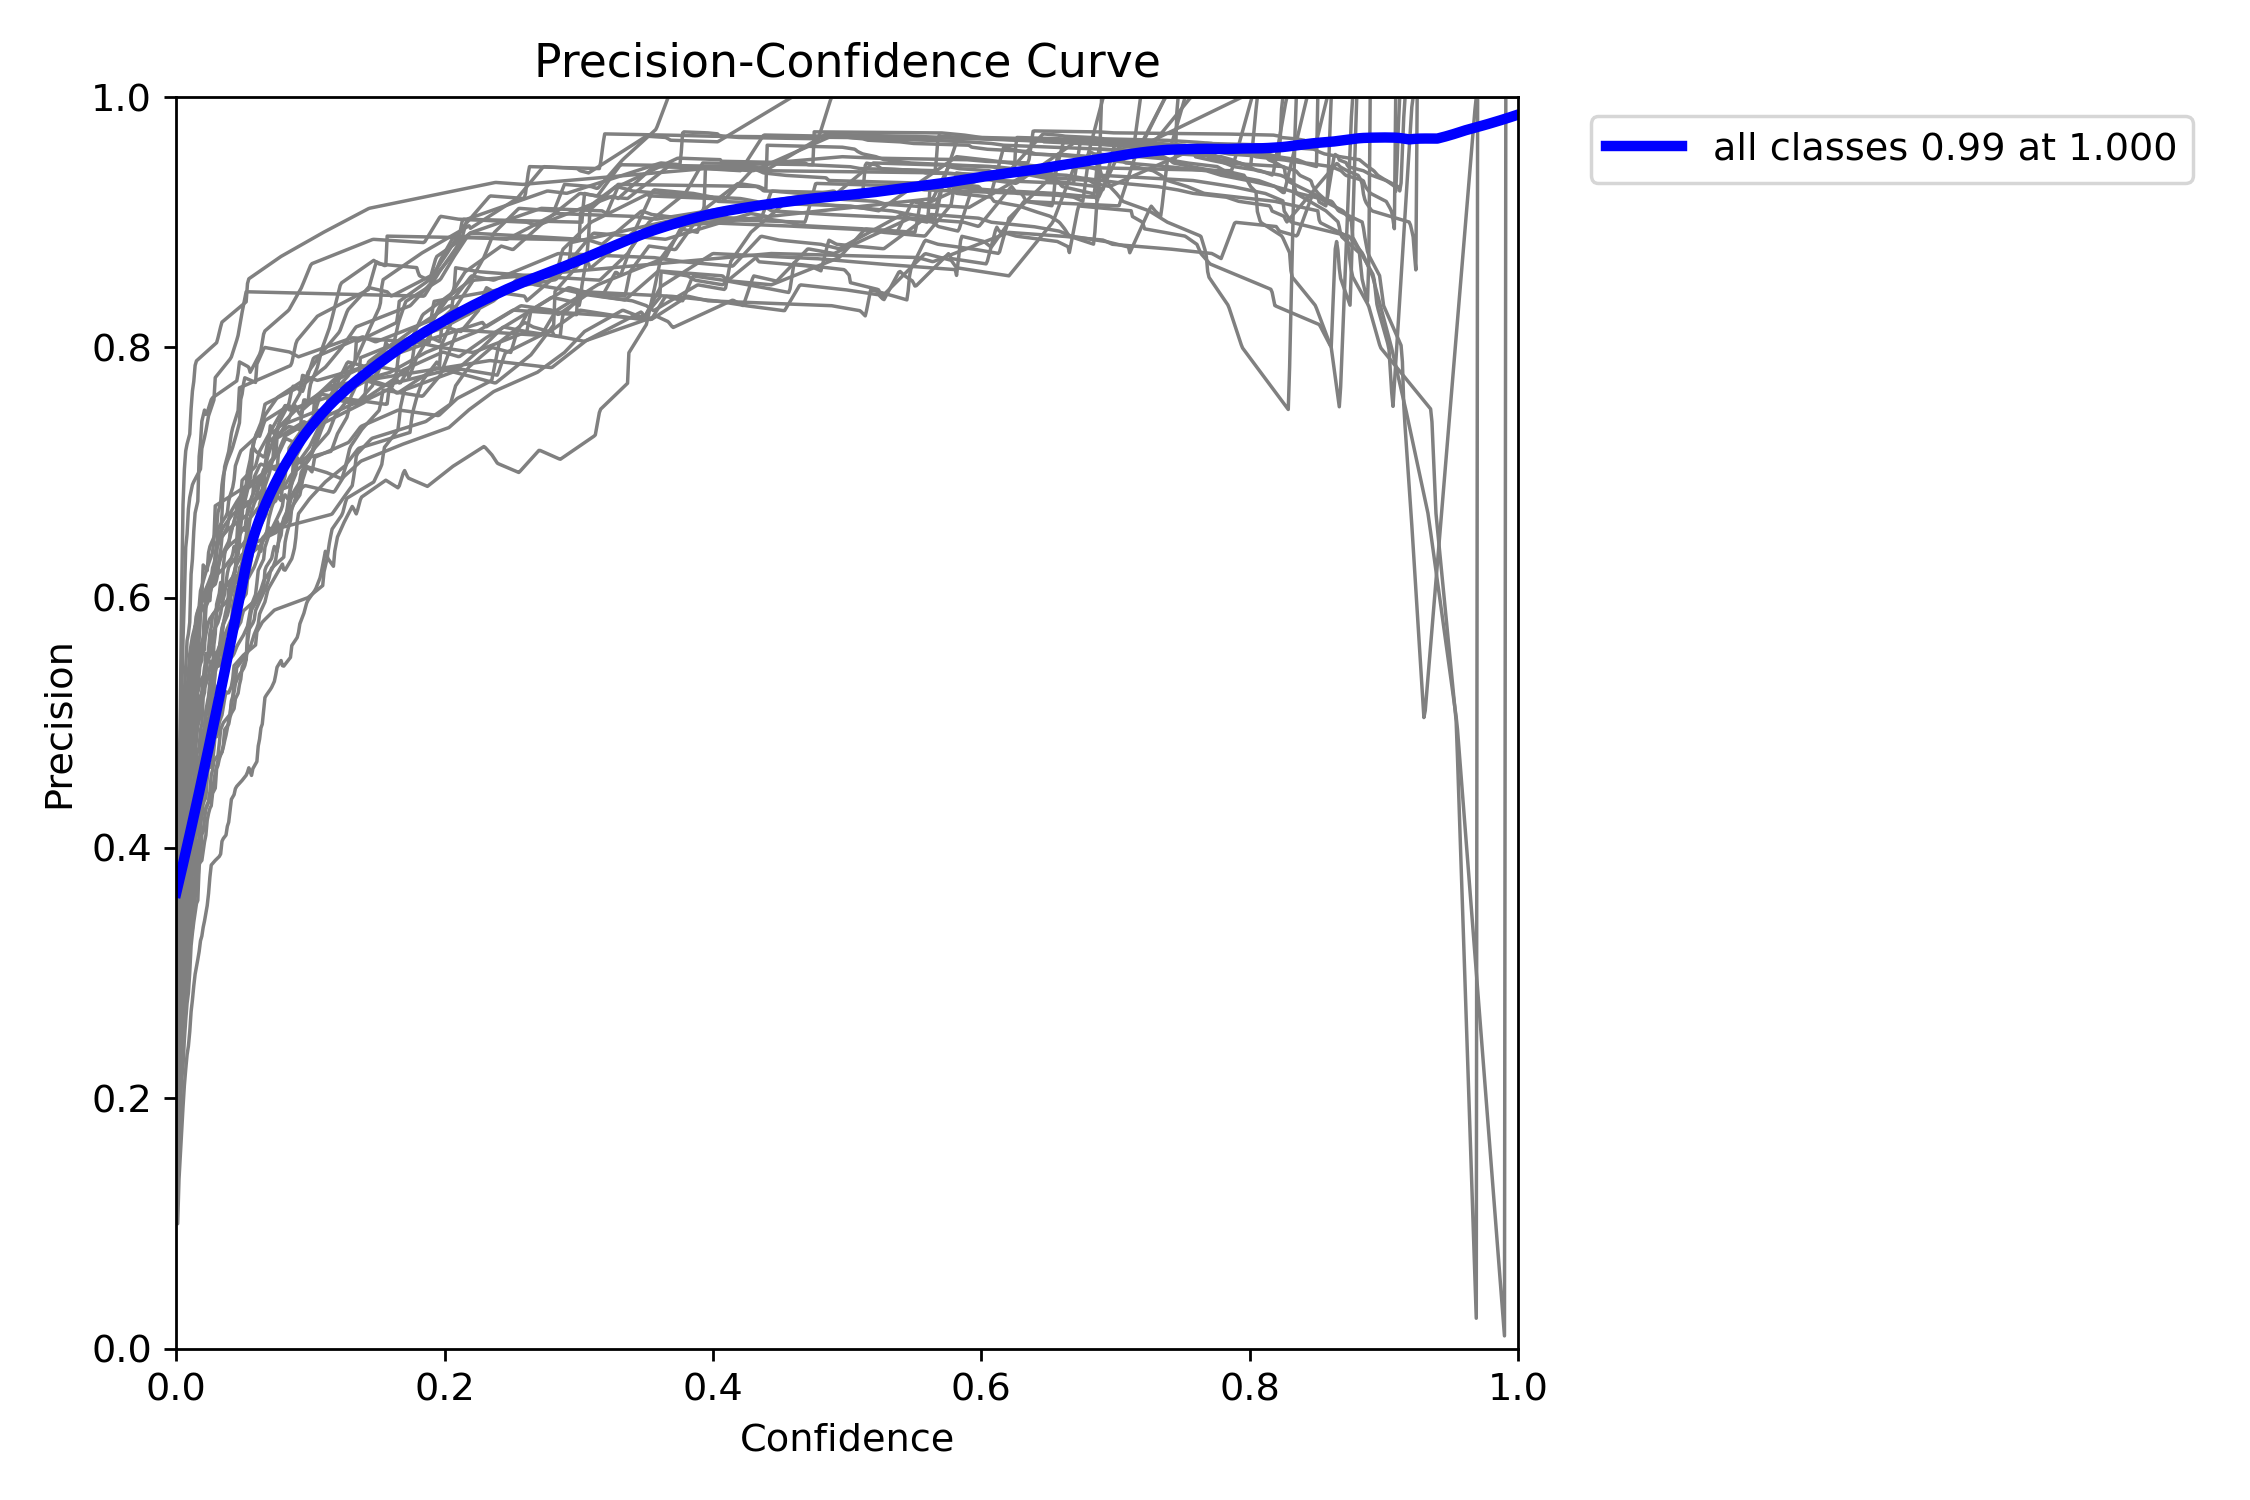 Precision-Confidence Curve
all classes 0.99 at 1.000
1.0
0.8
0.6
0.4
0.2
0.0
Precision
0.0 0.2 0.4 0.6 0.8 1.0
Confidence